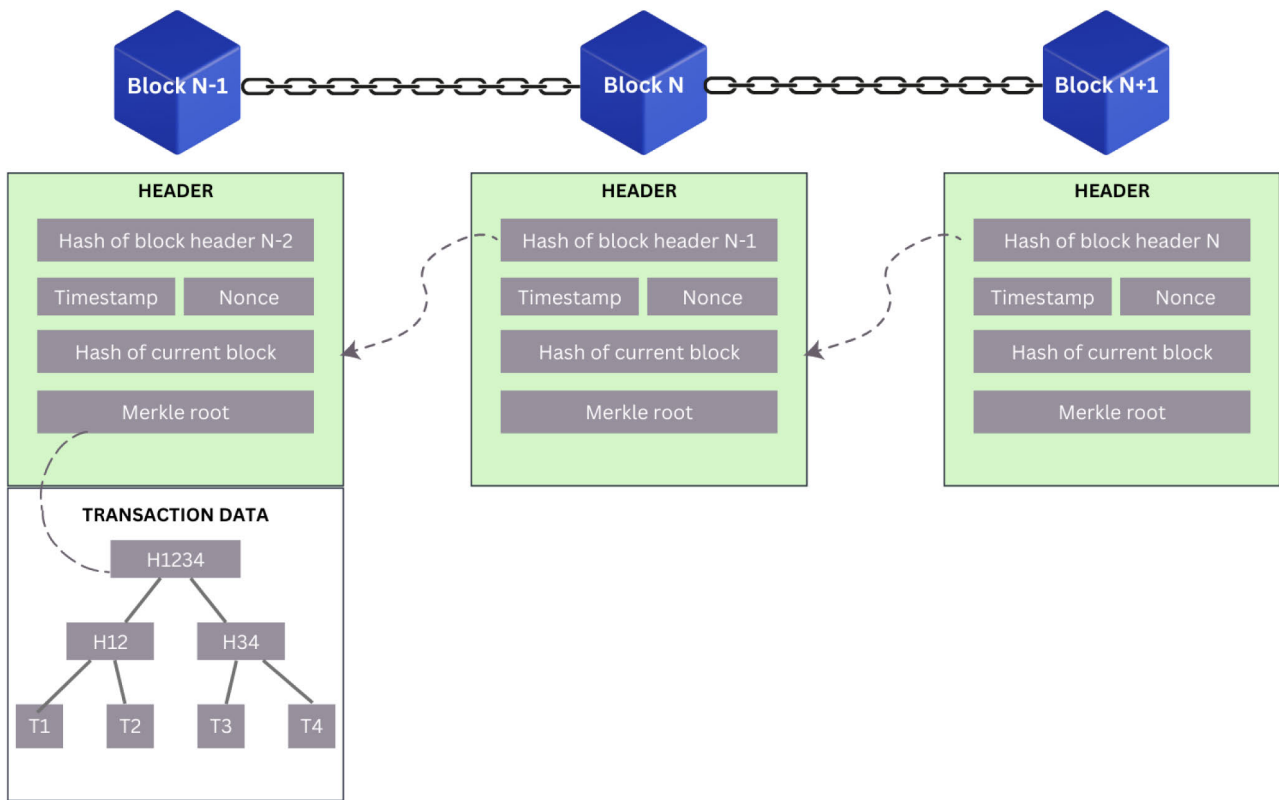 Block N-1
Block N
Block N+1
HEADER
Hash of block header N-2
Timestamp
Nonce
Hash of current block
Merkle root
HEADER
Hash of block header N-1
Timestamp
Nonce
Hash of current block
Merkle root
HEADER
Hash of block header N
Timestamp
Nonce
Hash of current block
Merkle root
TRANSACTION DATA
H1234
H12
H34
T1
T2
T3
T4